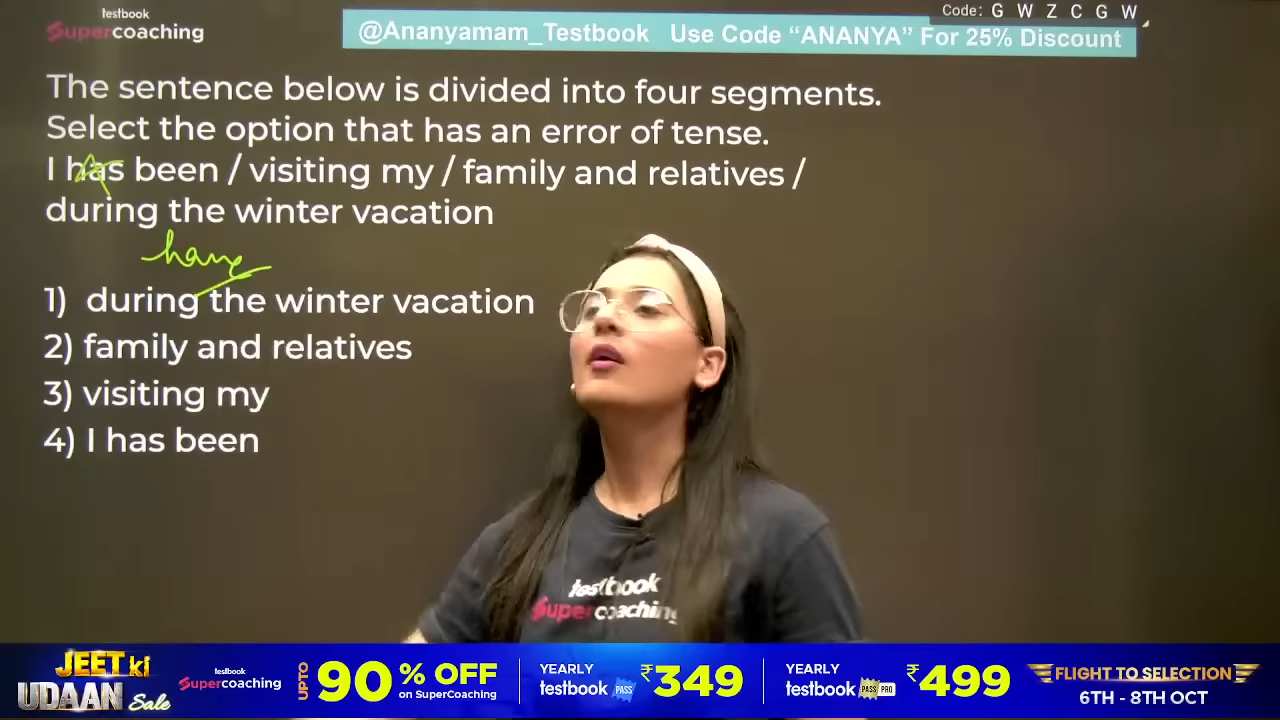 testbook
Supercoaching
@Ananyamam_Testbook Use Code “ANANYA” For 25% Discount
Code: G W Z C G W
The sentence below is divided into four segments.
Select the option that has an error of tense.
I has been / visiting my / family and relatives /
during the winter vacation
have
1) during the winter vacation
2) family and relatives
3) visiting my
4) I has been
testbook
Supercoaching
JEET ki
UDAAN Sale
testbook
Supercoaching
UPTO 90% OFF
on SuperCoaching
YEARLY
testbook PASS ₹349
YEARLY
testbook PASS PRO ₹499
FLIGHT TO SELECTION
6TH - 8TH OCT